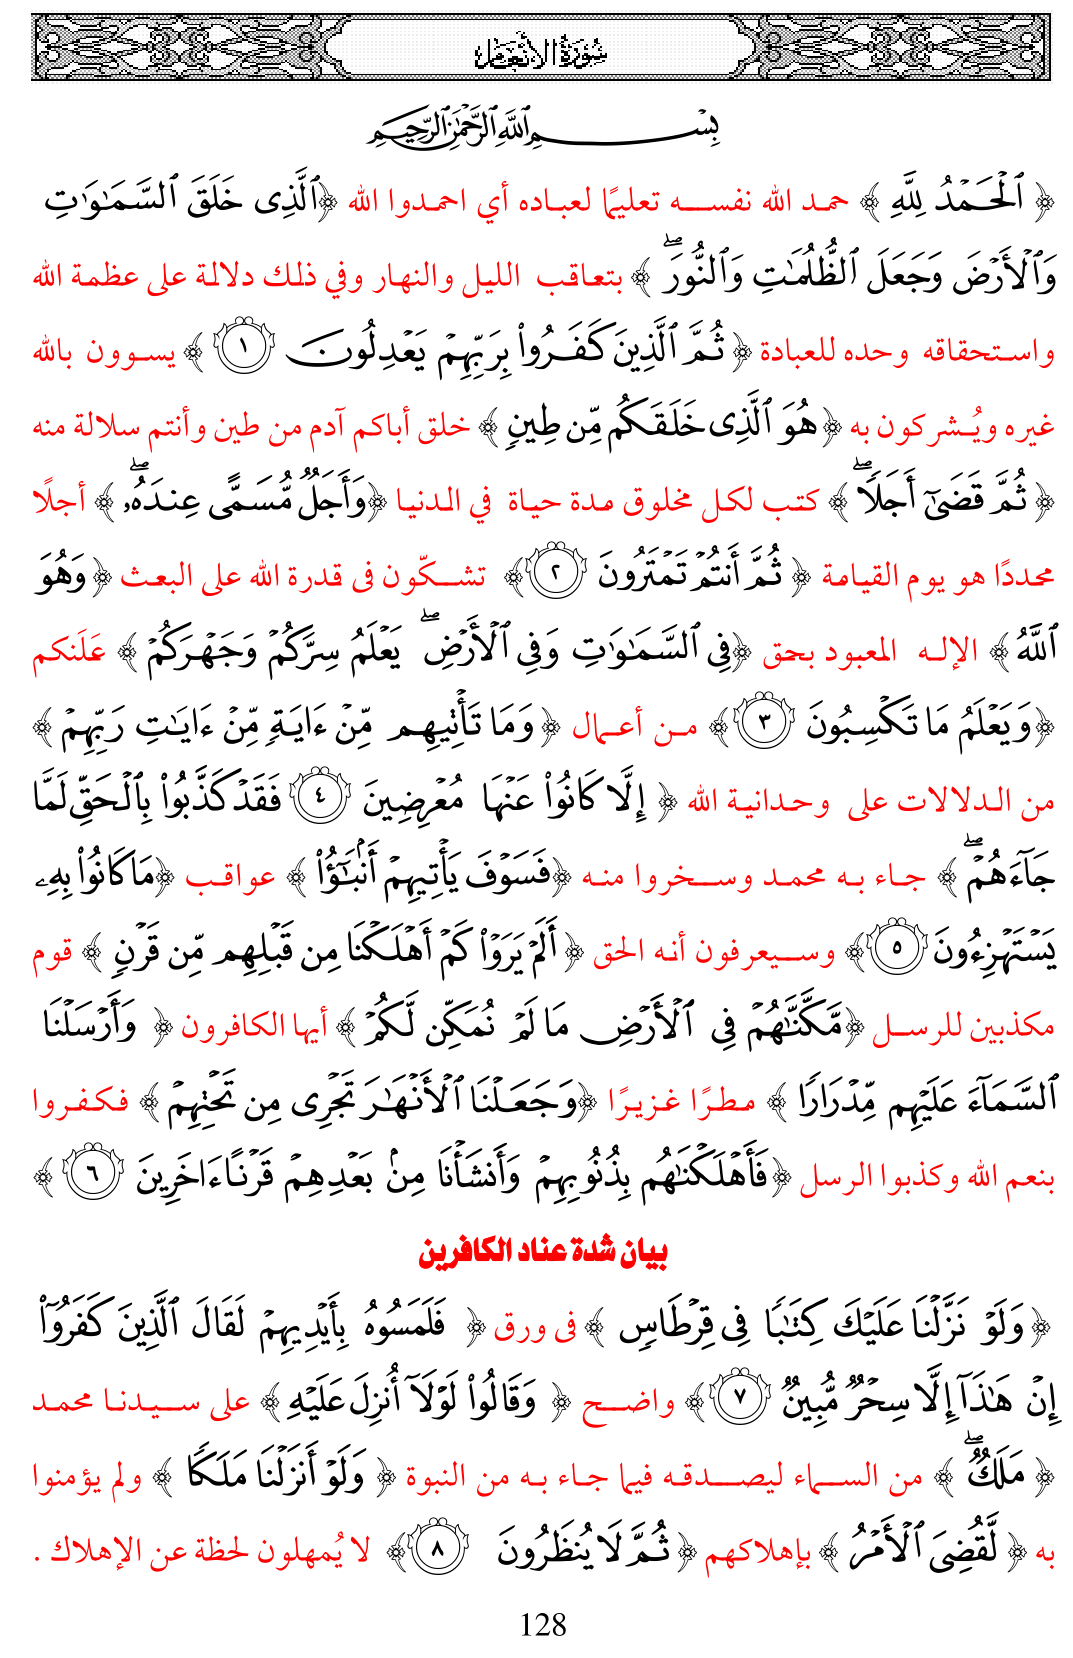 سُورَةُ الأَنْعَامِ
بِسْمِ ٱللَّهِ ٱلرَّحْمَٰنِ ٱلرَّحِيمِ
﴿ ٱلْحَمْدُ لِلَّهِ ﴾ حمد الله نفسه تعليمًا لعباده أي احمدوا الله ﴿ٱلَّذِى خَلَقَ ٱلسَّمَٰوَٰتِ
وَٱلْأَرْضَ وَجَعَلَ ٱلظُّلُمَٰتِ وَٱلنُّورَ ۖ ﴾ بتعاقب الليل والنهار وفي ذلك دلالة على عظمة الله
واستحقاقه وحده للعبادة ﴿ ثُمَّ ٱلَّذِينَ كَفَرُوا۟ بِرَبِّهِمْ يَعْدِلُونَ ١ ﴾ يسوون بالله
غيره ويُشركون به ﴿هُوَ ٱلَّذِى خَلَقَكُم مِّن طِينٍ ﴾ خلق أباكم آدم من طين وأنتم سلالة منه
﴿ ثُمَّ قَضَىٰٓ أَجَلًا ۖ ﴾ كتب لكل مخلوق مدة حياة في الدنيا ﴿وَأَجَلٌ مُّسَمًّى عِندَهُۥ ۖ ﴾ أجلًا
محددًا هو يوم القيامة ﴿ ثُمَّ أَنتُمْ تَمْتَرُونَ ٢ ﴾ تشكّون فى قدرة الله على البعث ﴿ وَهُوَ
ٱللَّهُ ﴾ الإله المعبود بحق ﴿فِى ٱلسَّمَٰوَٰتِ وَفِى ٱلْأَرْضِ ۖ يَعْلَمُ سِرَّكُمْ وَجَهْرَكُمْ ﴾ عَلَنكم
﴿وَيَعْلَمُ مَا تَكْسِبُونَ ٣ ﴾ من أعمال ﴿ وَمَا تَأْتِيهِم مِّنْ ءَايَةٍ مِّنْ ءَايَٰتِ رَبِّهِمْ ﴾
من الدلالات على وحدانية الله ﴿ إِلَّا كَانُوا۟ عَنْهَا مُعْرِضِينَ ٤ فَقَدْ كَذَّبُوا۟ بِٱلْحَقِّ لَمَّا
جَآءَهُمْ ۖ ﴾ جاء به محمد وسخروا منه ﴿فَسَوْفَ يَأْتِيهِمْ أَنۢبَٰٓؤُا۟ ﴾ عواقب ﴿مَا كَانُوا۟ بِهِۦ
يَسْتَهْزِءُونَ ٥ ﴾ وسيعرفون أنه الحق ﴿ أَلَمْ يَرَوْا۟ كَمْ أَهْلَكْنَا مِن قَبْلِهِم مِّن قَرْنٍ ﴾ قوم
مكذبين للرسل ﴿مَّكَّنَّٰهُمْ فِى ٱلْأَرْضِ مَا لَمْ نُمَكِّن لَّكُمْ ﴾ أيها الكافرون ﴿ وَأَرْسَلْنَا
ٱلسَّمَآءَ عَلَيْهِم مِّدْرَارًا ﴾ مطرًا غزيرًا ﴿وَجَعَلْنَا ٱلْأَنْهَٰرَ تَجْرِى مِن تَحْتِهِمْ ﴾ فكفروا
بنعم الله وكذبوا الرسل ﴿فَأَهْلَكْنَٰهُم بِذُنُوبِهِمْ وَأَنشَأْنَا مِنۢ بَعْدِهِمْ قَرْنًا ءَاخَرِينَ ٦ ﴾
بيان شدة عناد الكافرين
﴿ وَلَوْ نَزَّلْنَا عَلَيْكَ كِتَٰبًا فِى قِرْطَاسٍ ﴾ فى ورق ﴿ فَلَمَسُوهُ بِأَيْدِيهِمْ لَقَالَ ٱلَّذِينَ كَفَرُوٓا۟
إِنْ هَٰذَآ إِلَّا سِحْرٌ مُّبِينٌ ٧ ﴾ واضح ﴿ وَقَالُوا۟ لَوْلَآ أُنزِلَ عَلَيْهِ ﴾ على سيدنا محمد
﴿ مَلَكٌ ۖ ﴾ من السماء ليصدقه فيما جاء به من النبوة ﴿ وَلَوْ أَنزَلْنَا مَلَكًا ﴾ ولم يؤمنوا
به ﴿ لَّقُضِىَ ٱلْأَمْرُ ﴾ بإهلاكهم ﴿ ثُمَّ لَا يُنظَرُونَ ٨ ﴾ لا يُمهلون لحظة عن الإهلاك .
128